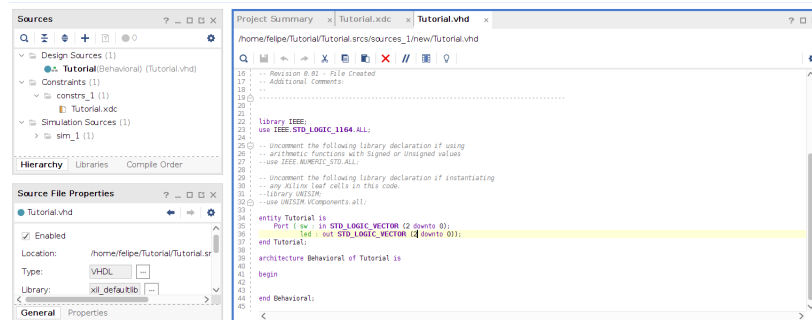 Sources
? _ □ ⧉ ×
0
Design Sources (1)
Tutorial(Behavioral) (Tutorial.vhd)
Constraints (1)
constrs_1 (1)
Tutorial.xdc
Simulation Sources (1)
sim_1 (1)
Hierarchy Libraries Compile Order
Source File Properties
? _ □ ⧉ ×
Tutorial.vhd
Enabled
Location: /home/felipe/Tutorial/Tutorial.sr
Type: VHDL ...
Library: xil_defaultlib ...
General Properties
Project Summary × Tutorial.xdc × Tutorial.vhd ×
/home/felipe/Tutorial/Tutorial.srcs/sources_1/new/Tutorial.vhd
16 -- Revision 0.01 - File Created
17 -- Additional Comments:
18 --
19 ----------------------------------------------------------------------------------
20
21
22 library IEEE;
23 use IEEE.STD_LOGIC_1164.ALL;
24
25 -- Uncomment the following library declaration if using
26 -- arithmetic functions with Signed or Unsigned values
27 --use IEEE.NUMERIC_STD.ALL;
28
29 -- Uncomment the following library declaration if instantiating
30 -- any Xilinx leaf cells in this code.
31 --library UNISIM;
32 --use UNISIM.VComponents.all;
33
34 entity Tutorial is
35 Port ( sw : in STD_LOGIC_VECTOR (2 downto 0);
36 led : out STD_LOGIC_VECTOR (2 downto 0));
37 end Tutorial;
38
39 architecture Behavioral of Tutorial is
40
41 begin
42
43
44 end Behavioral;
45